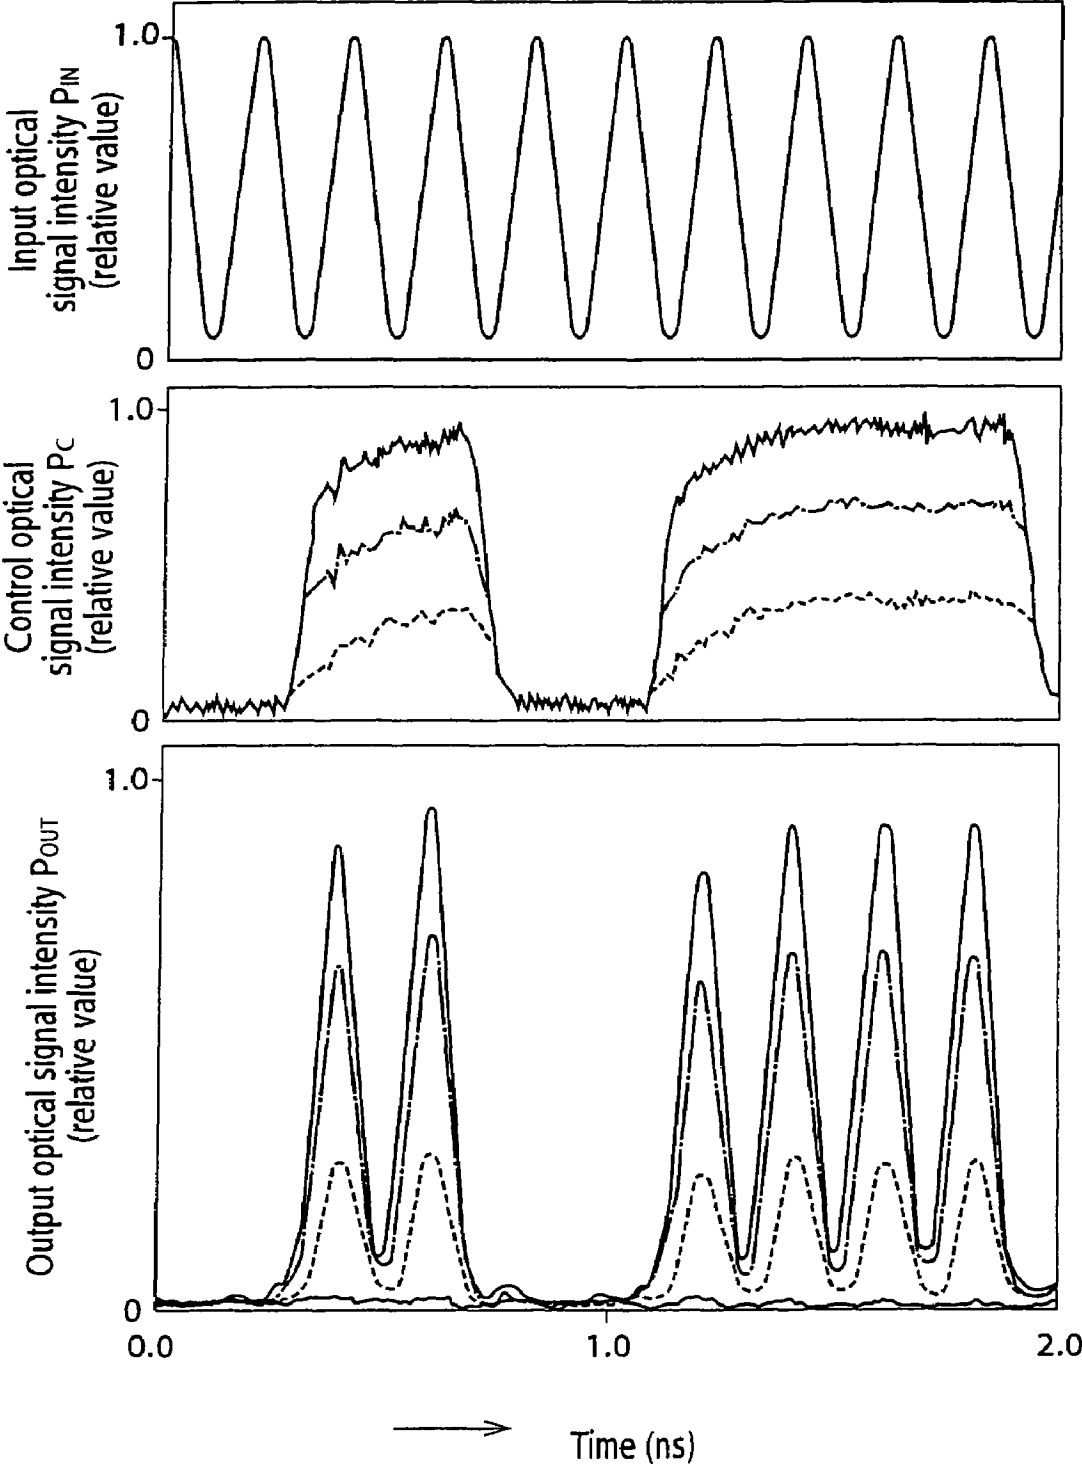 1.0
Input optical
signal intensity PIN
(relative value)
0
1.0
Control optical
signal intensity PC
(relative value)
0
1.0
Output optical signal intensity POUT
(relative value)
0
0.0
1.0
2.0
Time (ns)